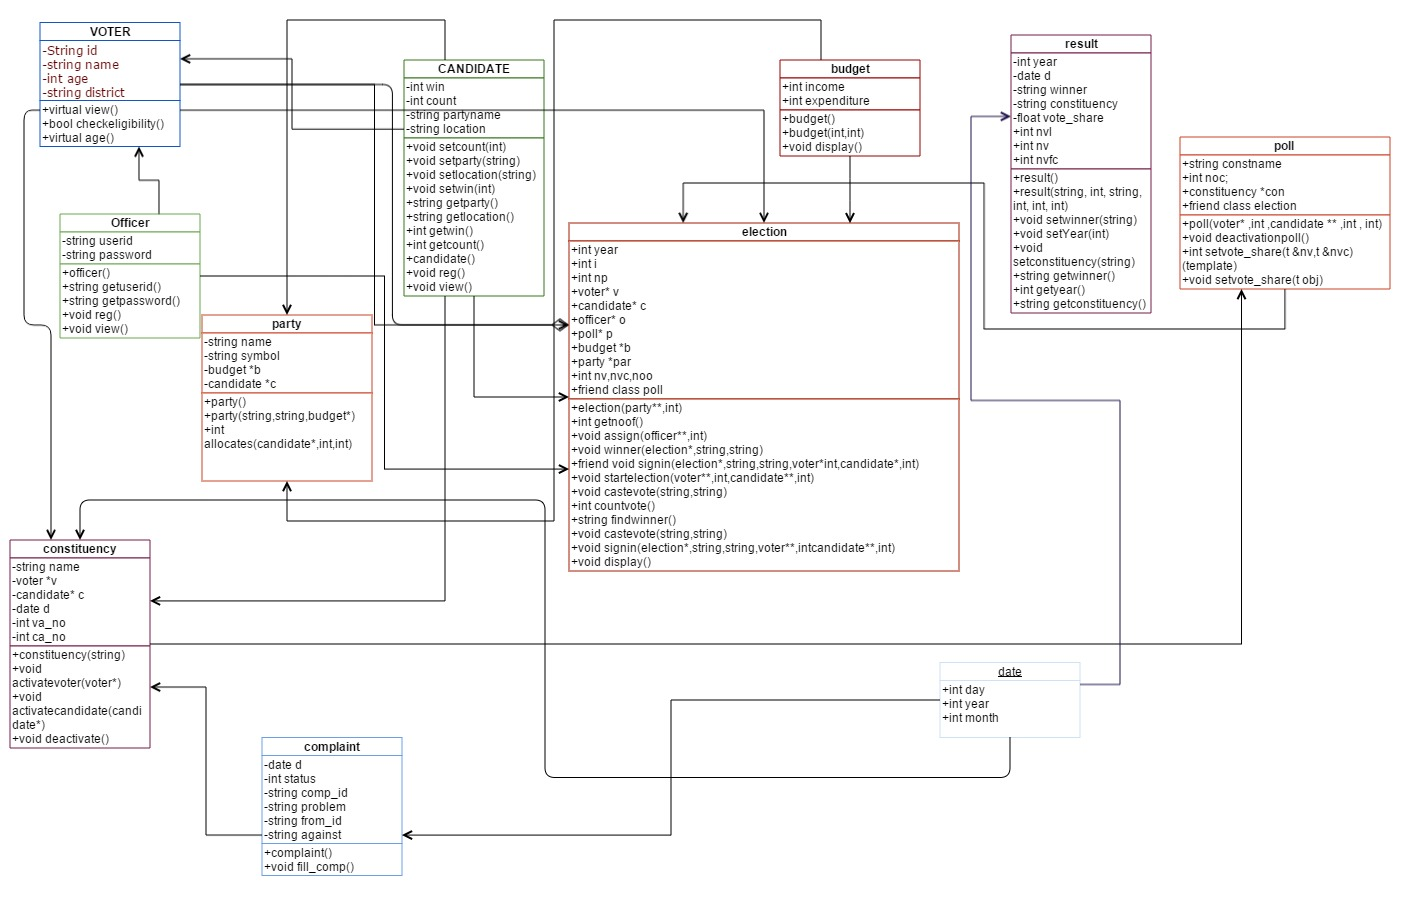 VOTER
-String id
-string name
-int age
-string district
+virtual view()
+bool checkeligibility()
+virtual age()
CANDIDATE
-int win
-int count
-string partyname
-string location
+void setcount(int)
+void setparty(string)
+void setlocation(string)
+void setwin(int)
+string getparty()
+string getlocation()
+int getwin()
+int getcount()
+candidate()
+void reg()
+void view()
budget
+int income
+int expenditure
+budget()
+budget(int,int)
+void display()
result
-int year
-date d
-string winner
-string constituency
-float vote_share
+int nvl
+int nv
+int nvfc
+result()
+result(string, int, string,
int, int, int)
+void setwinner(string)
+void setYear(int)
+void
setconstituency(string)
+string getwinner()
+int getyear()
+string getconstituency()
poll
+string constname
+int noc;
+constituency *con
+friend class election
+poll(voter* ,int ,candidate ** ,int , int)
+void deactivationpoll()
+int setvote_share(t &nv,t &nvc)
(template)
+void setvote_share(t obj)
Officer
-string userid
-string password
+officer()
+string getuserid()
+string getpassword()
+void reg()
+void view()
party
-string name
-string symbol
-budget *b
-candidate *c
+party()
+party(string,string,budget*)
+int
allocates(candidate*,int,int)
election
+int year
+int i
+int np
+voter* v
+candidate* c
+officer* o
+poll* p
+budget *b
+party *par
+int nv,nvc,noo
+friend class poll
+election(party**,int)
+int getnoof()
+void assign(officer**,int)
+void winner(election*,string,string)
+friend void signin(election*,string,string,voter*int,candidate*,int)
+void startelection(voter**,int,candidate**,int)
+void castevote(string,string)
+int countvote()
+string findwinner()
+void castevote(string,string)
+void signin(election*,string,string,voter**,intcandidate**,int)
+void display()
constituency
-string name
-voter *v
-candidate* c
-date d
-int va_no
-int ca_no
+constituency(string)
+void
activatevoter(voter*)
+void
activatecandidate(candi
date*)
+void deactivate()
complaint
-date d
-int status
-string comp_id
-string problem
-string from_id
-string against
+complaint()
+void fill_comp()
date
+int day
+int year
+int month